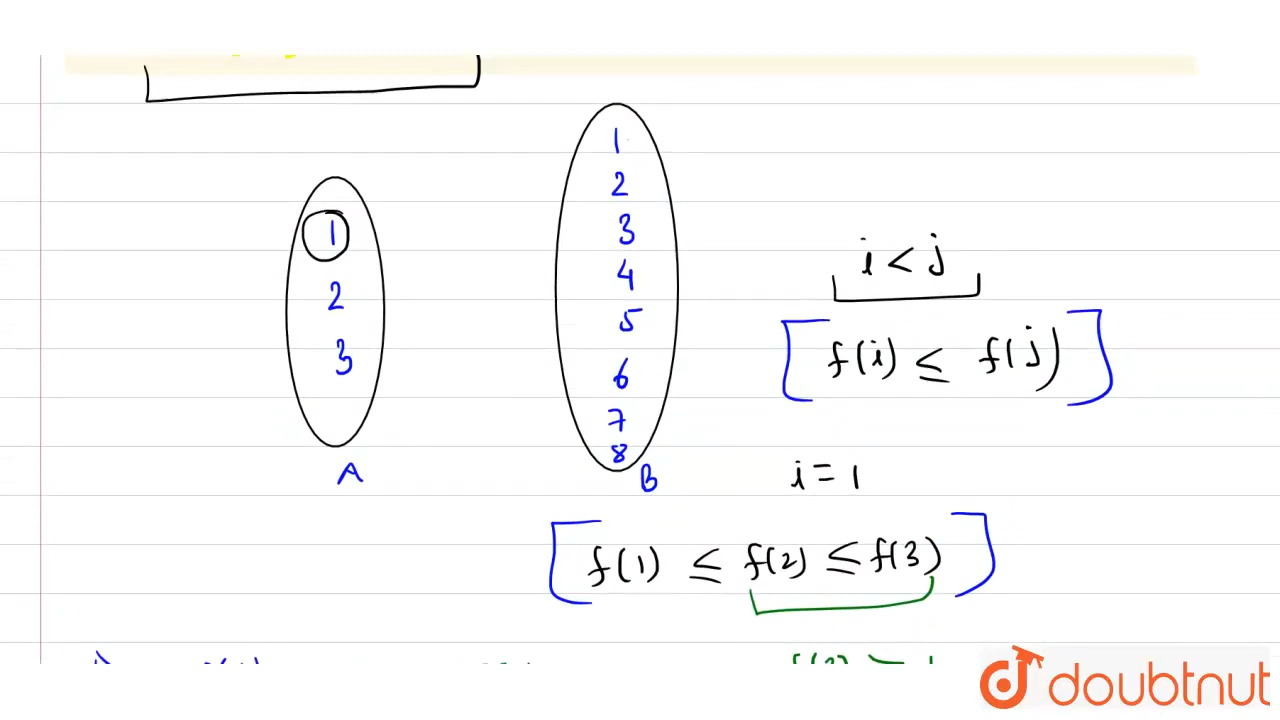 1
2
3
A
1
2
3
4
5
6
7
8
B
i < j
f(i) ≤ f(j)
i = 1
f(1) ≤ f(2) ≤ f(3)
doubtnut